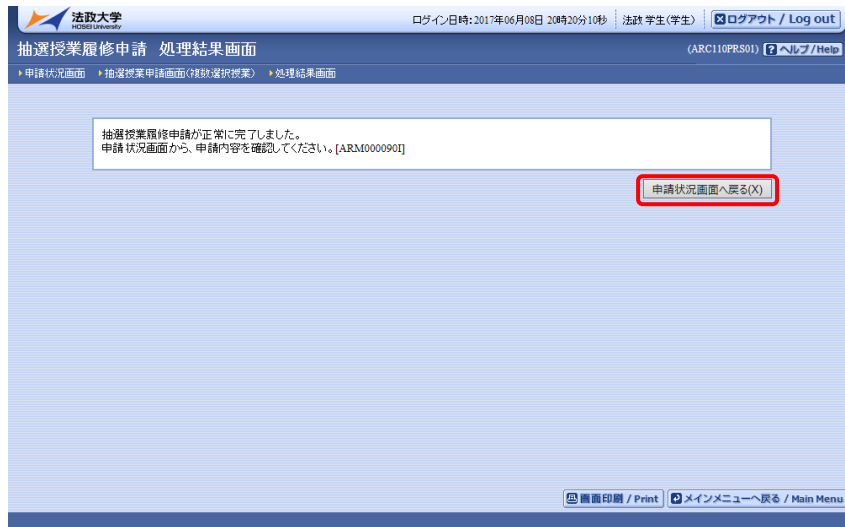 法政大学
HOSEI University
ログイン日時:2017年06月08日 20時20分10秒 法政 学生(学生) ログアウト / Log out
抽選授業履修申請 処理結果画面 (ARC110PRS01) ヘルプ/Help
申請状況画面 抽選授業申請画面(複数選択授業) 処理結果画面
抽選授業履修申請が正常に完了しました。
申請状況画面から、申請内容を確認してください。[ARM000090I]
申請状況画面へ戻る(X)
画面印刷 / Print メインメニューへ戻る / Main Menu